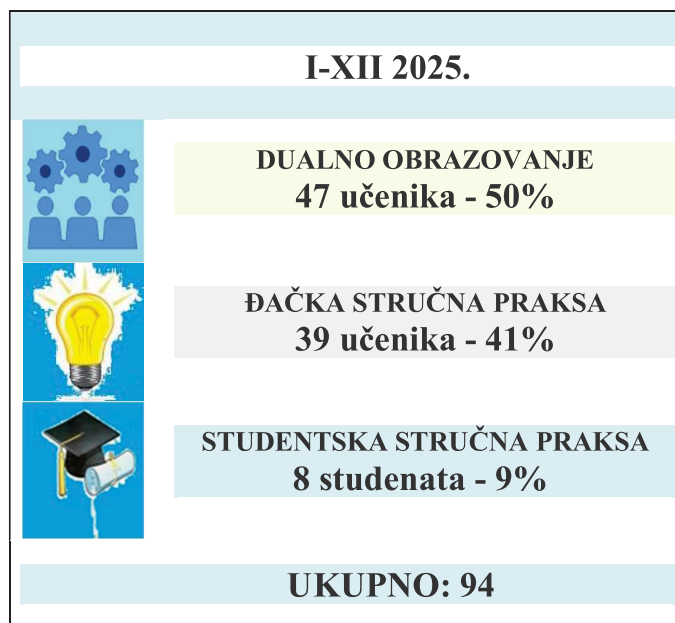 I-XII 2025.
DUALNO OBRAZOVANJE
47 učenika - 50%
ĐAČKA STRUČNA PRAKSA
39 učenika - 41%
STUDENTSKA STRUČNA PRAKSA
8 studenata - 9%
UKUPNO: 94